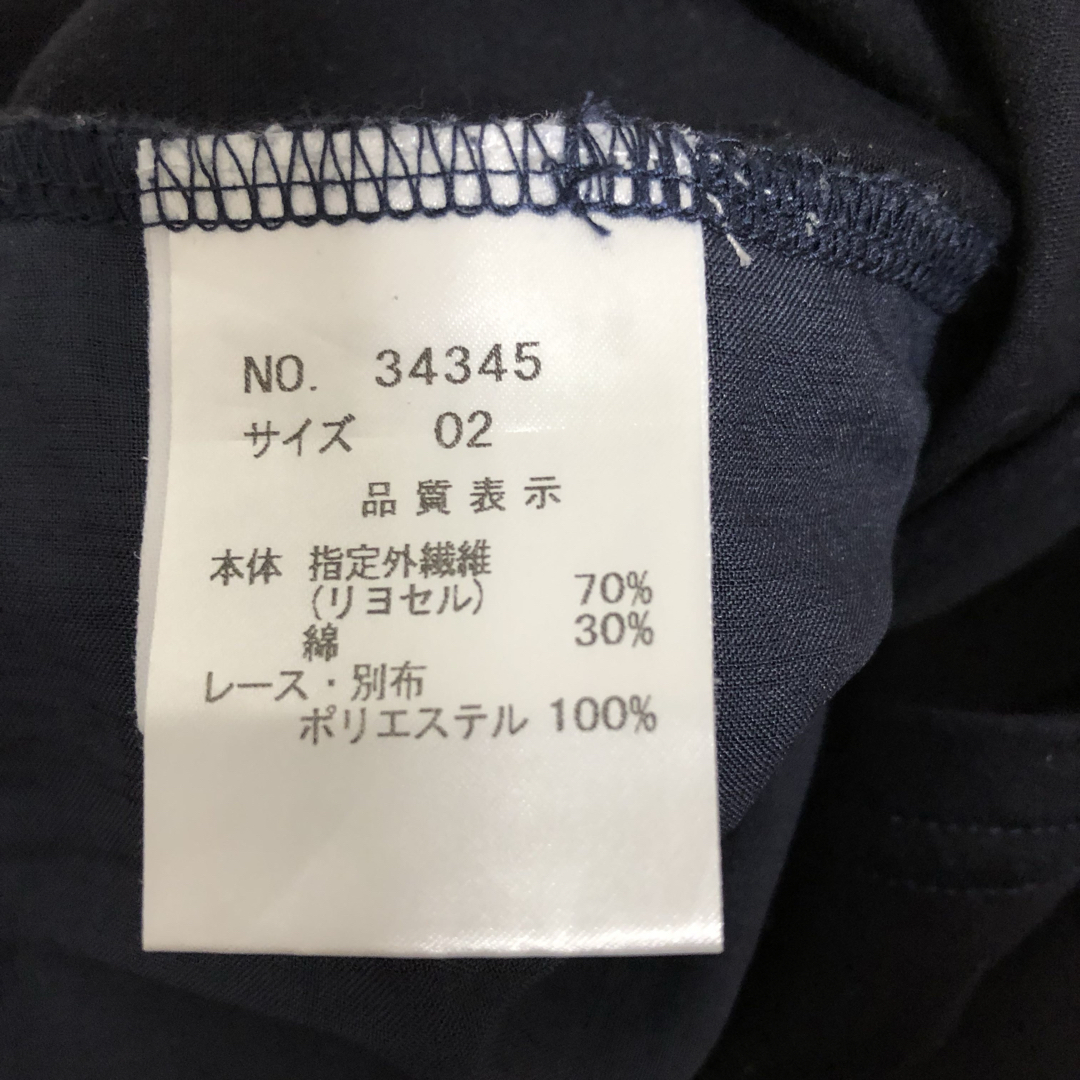 NO. 34345
サイズ 02
品質表示
本体 指定外繊維
(リヨセル) 70%
綿 30%
レース・別布
ポリエステル 100%